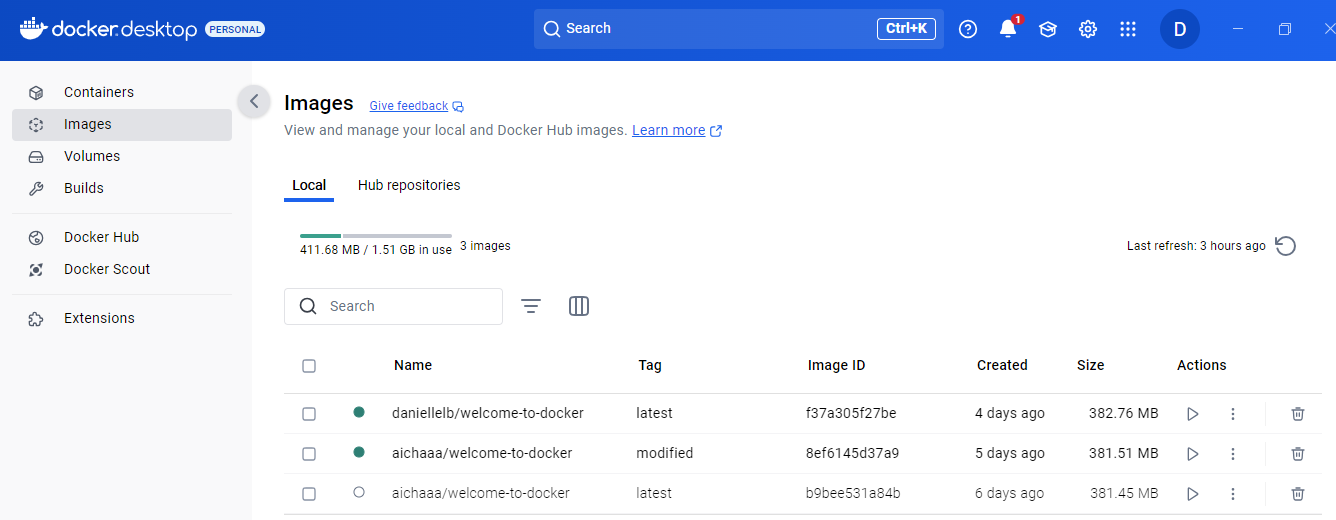 docker.desktop PERSONAL
Search Ctrl+K 1 D
Containers
Images
Volumes
Builds
Docker Hub
Docker Scout
Extensions
Images Give feedback
View and manage your local and Docker Hub images. Learn more
Local Hub repositories
411.68 MB / 1.51 GB in use 3 images Last refresh: 3 hours ago
Search
Name Tag Image ID Created Size Actions
daniellelb/welcome-to-docker latest f37a305f27be 4 days ago 382.76 MB
aichaaa/welcome-to-docker modified 8ef6145d37a9 5 days ago 381.51 MB
aichaaa/welcome-to-docker latest b9bee531a84b 6 days ago 381.45 MB